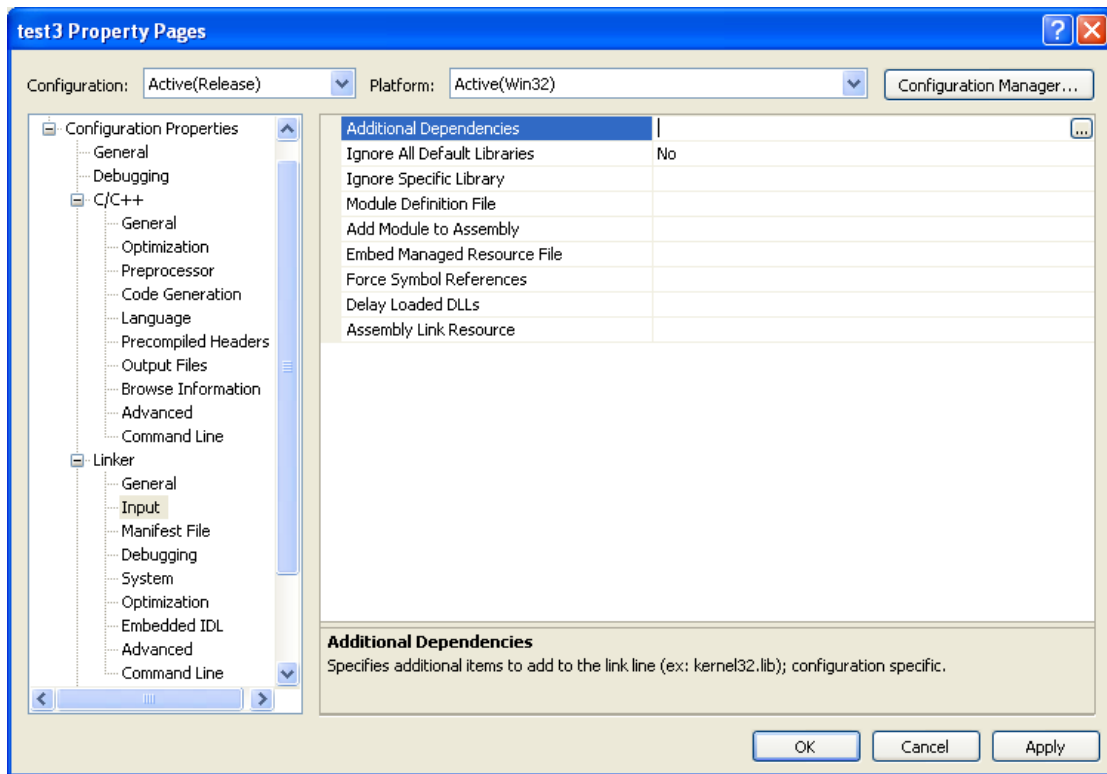 test3 Property Pages
Configuration: Active(Release) Platform: Active(Win32) Configuration Manager...
Configuration Properties
General
Debugging
C/C++
General
Optimization
Preprocessor
Code Generation
Language
Precompiled Headers
Output Files
Browse Information
Advanced
Command Line
Linker
General
Input
Manifest File
Debugging
System
Optimization
Embedded IDL
Advanced
Command Line
Additional Dependencies ...
Ignore All Default Libraries No
Ignore Specific Library
Module Definition File
Add Module to Assembly
Embed Managed Resource File
Force Symbol References
Delay Loaded DLLs
Assembly Link Resource
Additional Dependencies
Specifies additional items to add to the link line (ex: kernel32.lib); configuration specific.
OK Cancel Apply